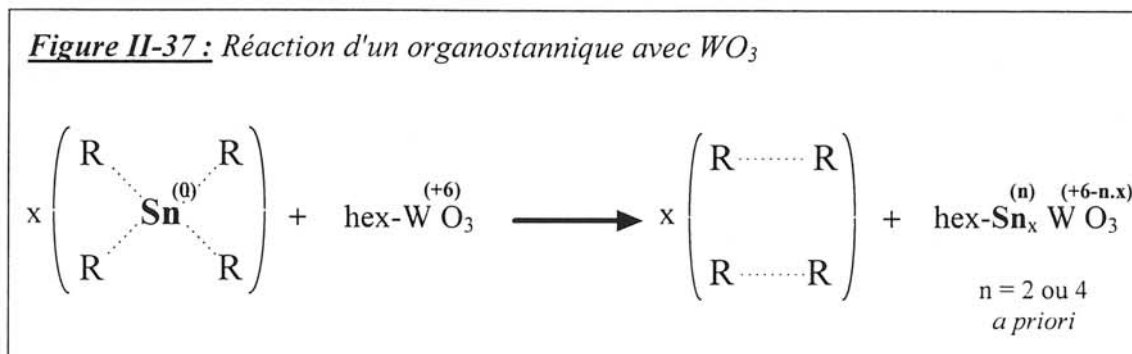 Figure II-37 : Réaction d'un organostannique avec WO3
R R R R
(0) (+6) (n) (+6-n.x)
x Sn + hex-W O3 x + hex-Snx W O3
R R R R
n = 2 ou 4
a priori